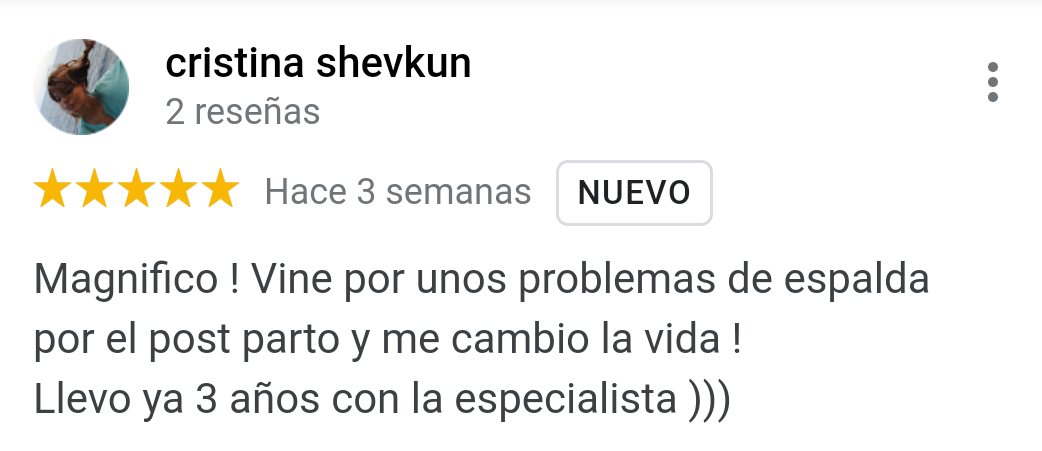 cristina shevkun
2 reseñas
Hace 3 semanas NUEVO
Magnifico ! Vine por unos problemas de espalda
por el post parto y me cambio la vida !
Llevo ya 3 años con la especialista )))